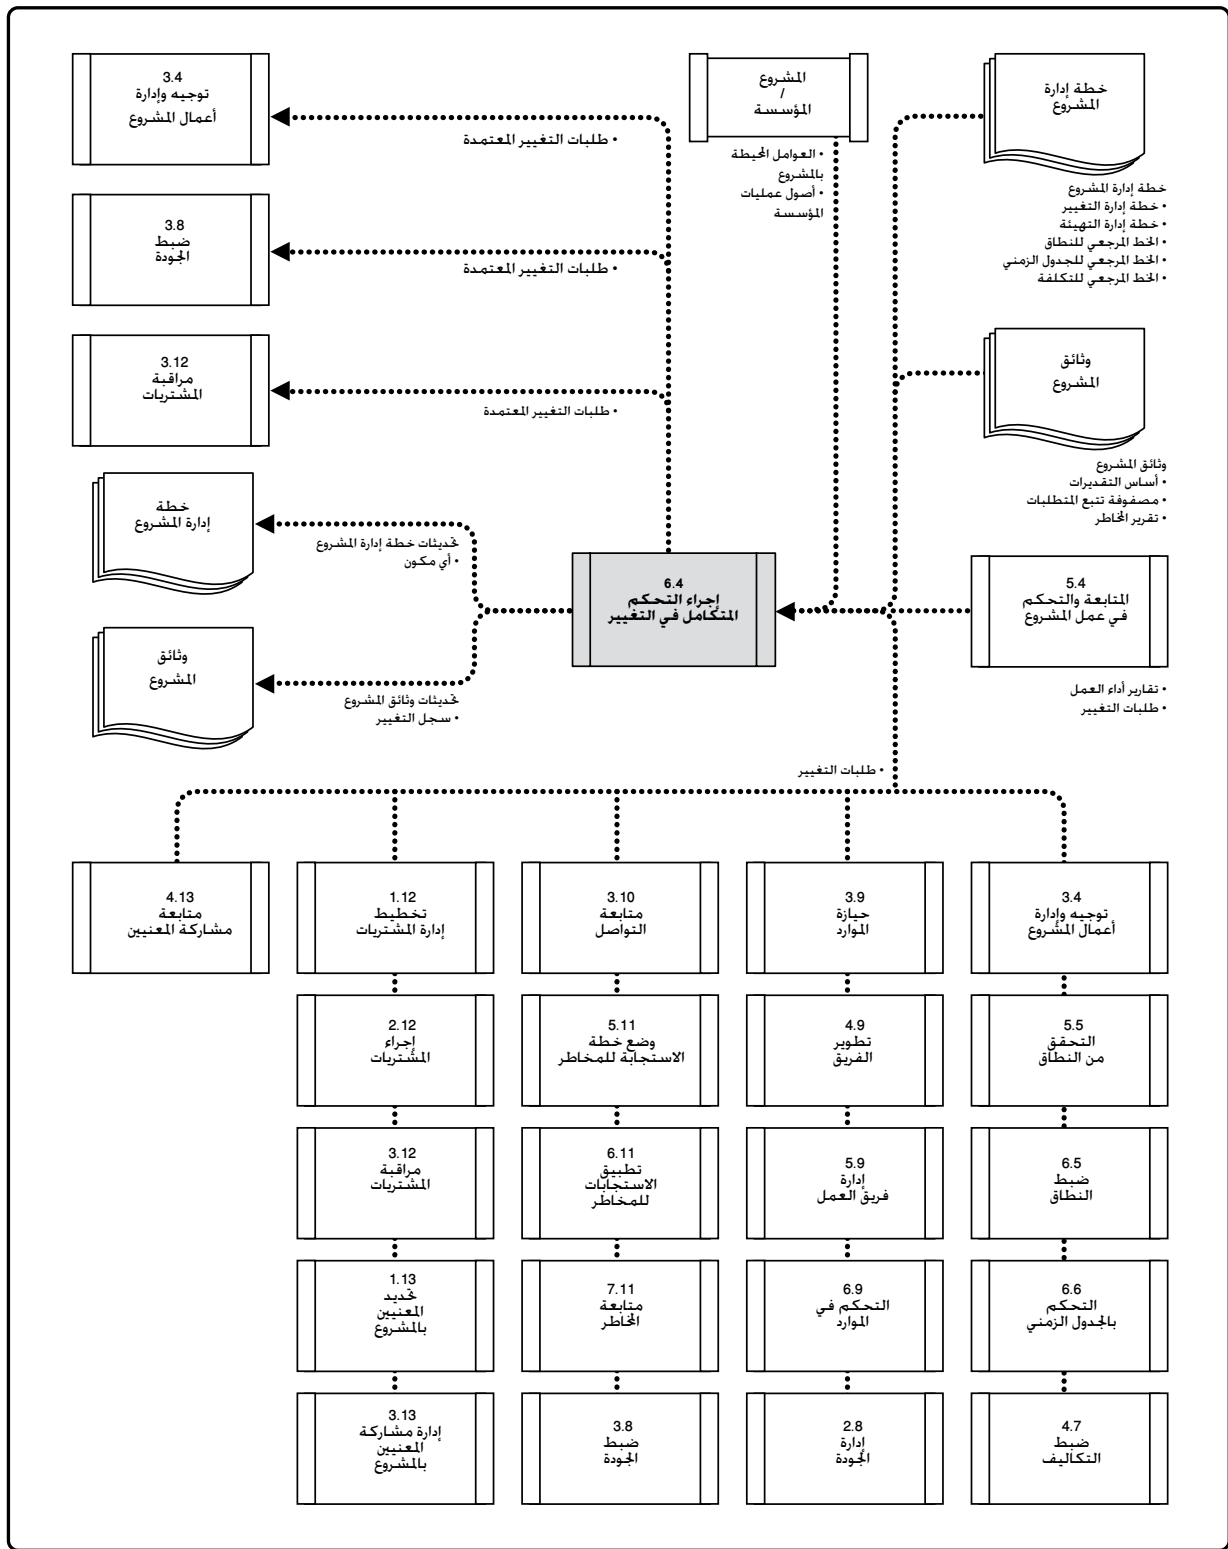 خطة إدارة
المشروع
خطة إدارة المشروع
• خطة إدارة التغيير
• خطة إدارة التهيئة
• الخط المرجعي للنطاق
• الخط المرجعي للجدول الزمني
• الخط المرجعي للتكلفة
المشروع
/
المؤسسة
• العوامل المحيطة
بالمشروع
• أصول عمليات
المؤسسة
3.4
توجيه وإدارة
أعمال المشروع
• طلبات التغيير المعتمدة
3.8
ضبط
الجودة
• طلبات التغيير المعتمدة
وثائق
المشروع
وثائق المشروع
• أساس التقديرات
• مصفوفة تتبع المتطلبات
• تقرير المخاطر
3.12
مراقبة
المشتريات
• طلبات التغيير المعتمدة
خطة
إدارة المشروع
تحديثات خطة إدارة المشروع
• أي مكون
5.4
المتابعة والتحكم
في عمل المشروع
• تقارير أداء العمل
• طلبات التغيير
6.4
إجراء التحكم
المتكامل في التغيير
وثائق
المشروع
تحديثات وثائق المشروع
• سجل التغيير
• طلبات التغيير
3.4
توجيه وإدارة
أعمال المشروع
3.9
حيازة
الموارد
3.10
متابعة
التواصل
1.12
تخطيط
إدارة المشتريات
4.13
متابعة
مشاركة المعنيين
5.5
التحقق
من النطاق
4.9
تطوير
الفريق
5.11
وضع خطة
الاستجابة للمخاطر
2.12
إجراء
المشتريات
6.5
ضبط
النطاق
5.9
إدارة
فريق العمل
6.11
تطبيق
الاستجابات
للمخاطر
3.12
مراقبة
المشتريات
6.6
التحكم
بالجدول الزمني
6.9
التحكم في
الموارد
7.11
متابعة
المخاطر
1.13
تحديد
المعنيين
بالمشروع
4.7
ضبط
التكاليف
2.8
إدارة
الجودة
3.8
ضبط
الجودة
3.13
إدارة مشاركة
المعنيين
بالمشروع